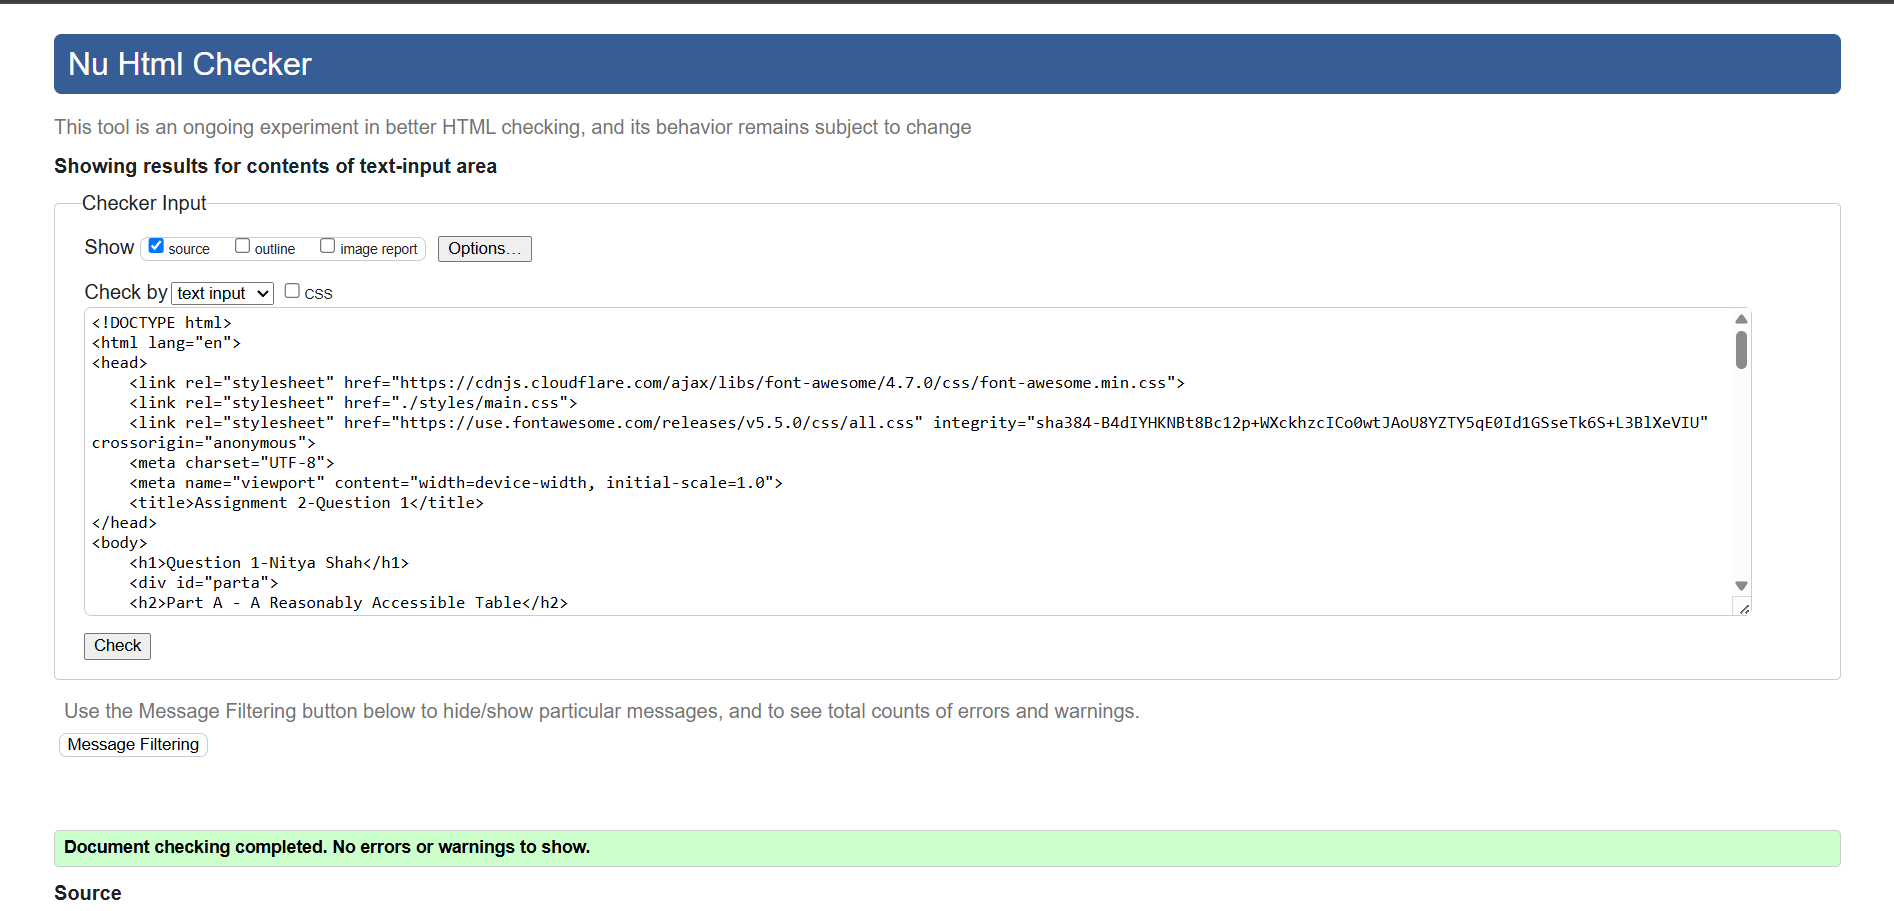 Nu Html Checker
This tool is an ongoing experiment in better HTML checking, and its behavior remains subject to change
Showing results for contents of text-input area
Checker Input
Show source outline image report Options...
Check by text input CSS
<!DOCTYPE html>
<html lang="en">
<head>
    <link rel="stylesheet" href="https://cdnjs.cloudflare.com/ajax/libs/font-awesome/4.7.0/css/font-awesome.min.css">
    <link rel="stylesheet" href="./styles/main.css">
    <link rel="stylesheet" href="https://use.fontawesome.com/releases/v5.5.0/css/all.css" integrity="sha384-B4dIYHKNBt8Bc12p+WXckhzcICo0wtJAoU8YZTY5qE0Id1GSseTk6S+L3BlXeVIU"
crossorigin="anonymous">
    <meta charset="UTF-8">
    <meta name="viewport" content="width=device-width, initial-scale=1.0">
    <title>Assignment 2-Question 1</title>
</head>
<body>
    <h1>Question 1-Nitya Shah</h1>
    <div id="parta">
    <h2>Part A - A Reasonably Accessible Table</h2>
Check
Use the Message Filtering button below to hide/show particular messages, and to see total counts of errors and warnings.
Message Filtering
Document checking completed. No errors or warnings to show.
Source